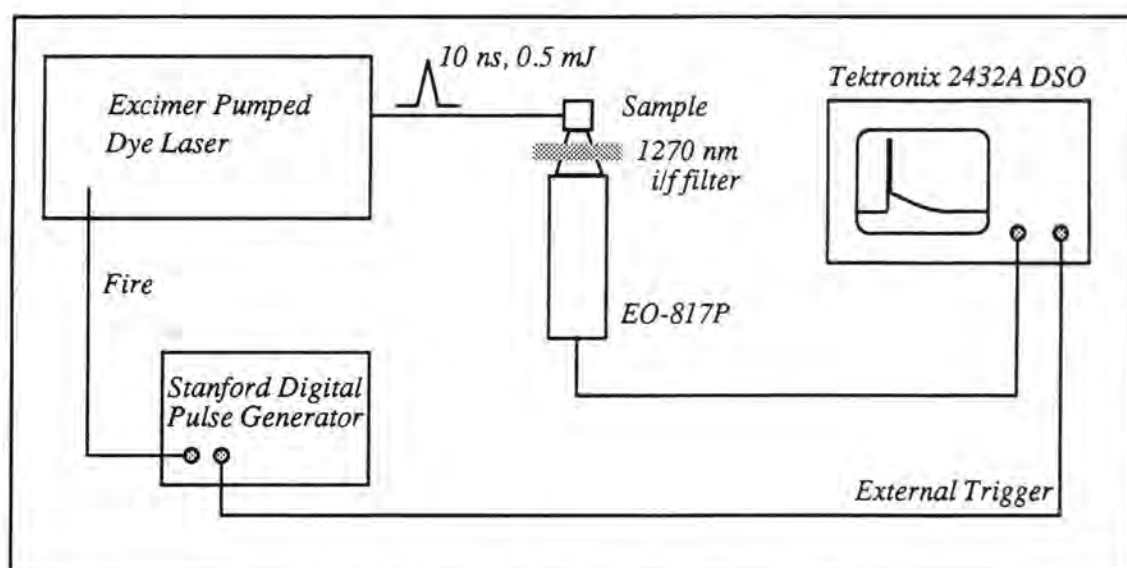 10 ns, 0.5 mJ
Excimer Pumped
Dye Laser
Sample
1270 nm
i/f filter
Tektronix 2432A DSO
Fire
EO-817P
Stanford Digital
Pulse Generator
External Trigger